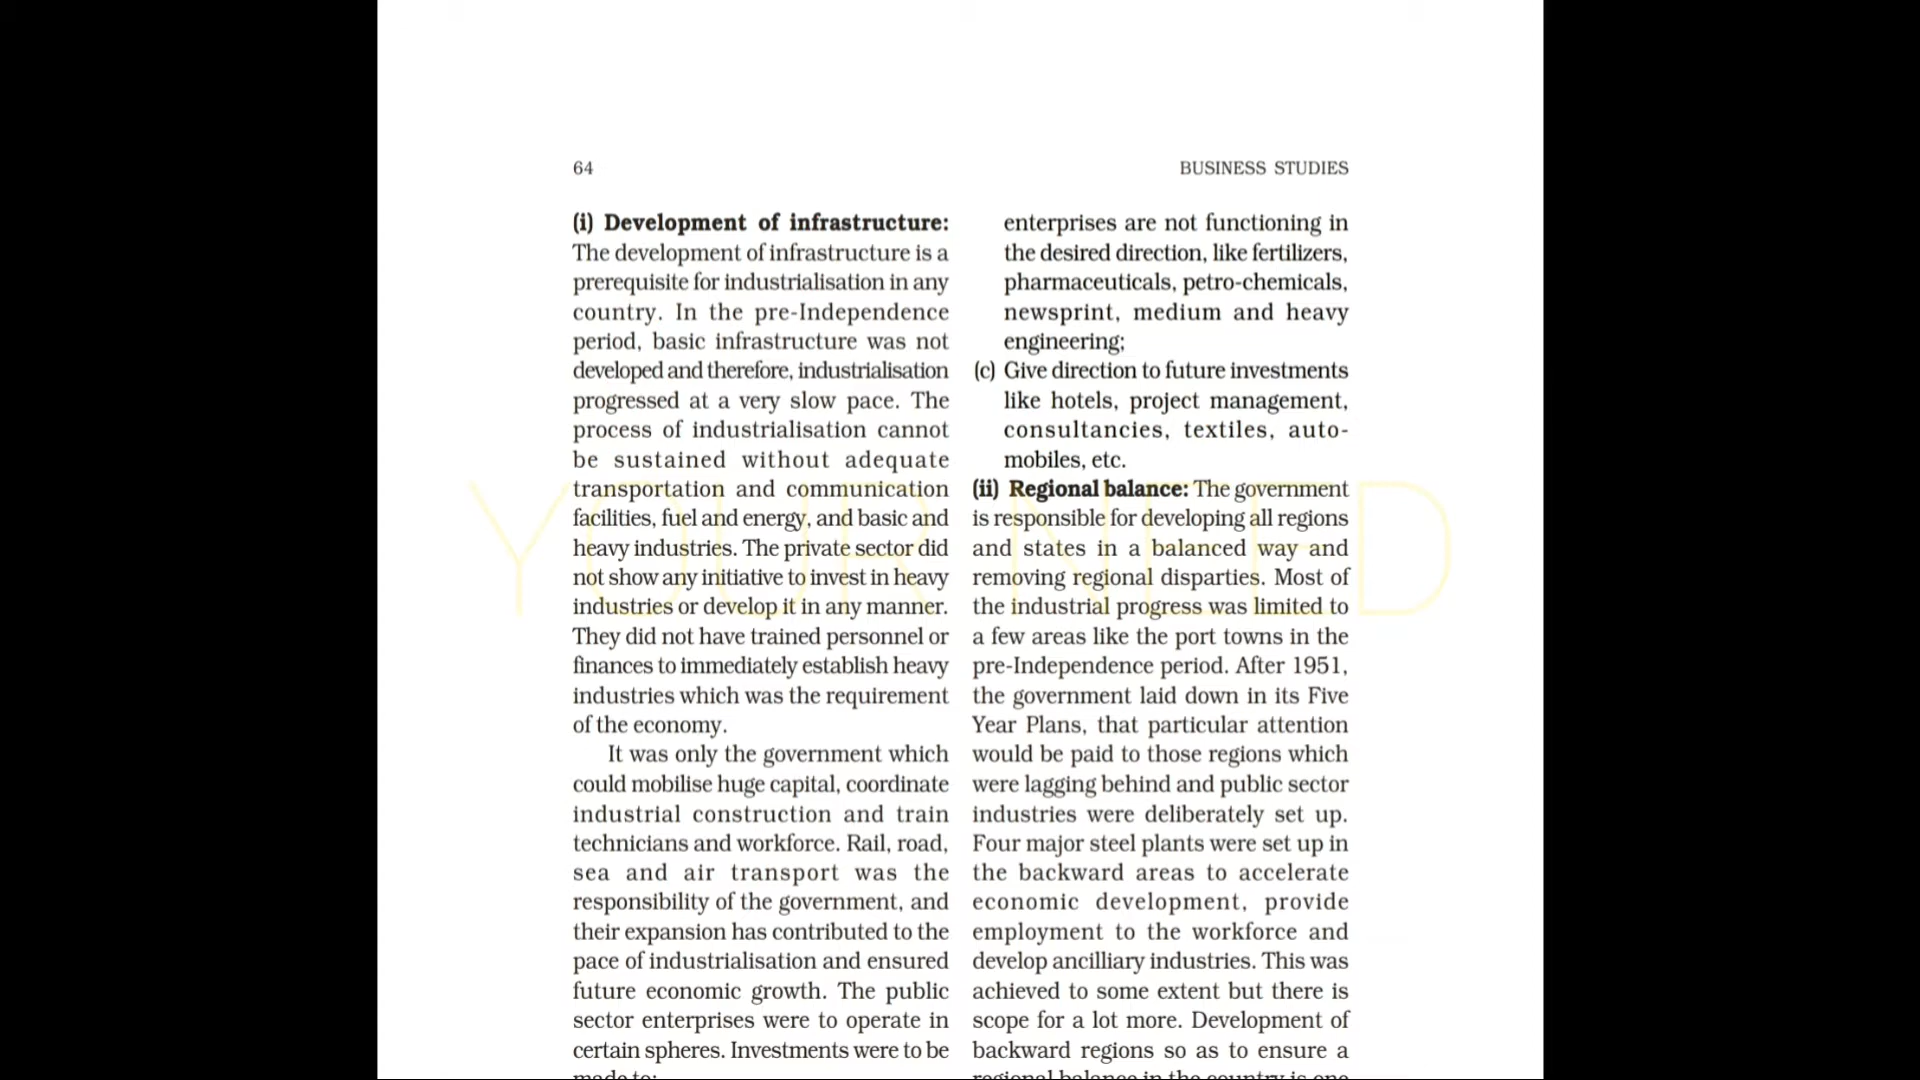 64
BUSINESS STUDIES
(i) Development of infrastructure:
The development of infrastructure is a
prerequisite for industrialisation in any
country. In the pre-Independence
period, basic infrastructure was not
developed and therefore, industrialisation
progressed at a very slow pace. The
process of industrialisation cannot
be sustained without adequate
transportation and communication
facilities, fuel and energy, and basic and
heavy industries. The private sector did
not show any initiative to invest in heavy
industries or develop it in any manner.
They did not have trained personnel or
finances to immediately establish heavy
industries which was the requirement
of the economy.
It was only the government which
could mobilise huge capital, coordinate
industrial construction and train
technicians and workforce. Rail, road,
sea and air transport was the
responsibility of the government, and
their expansion has contributed to the
pace of industrialisation and ensured
future economic growth. The public
sector enterprises were to operate in
certain spheres. Investments were to be
made to:
enterprises are not functioning in
the desired direction, like fertilizers,
pharmaceuticals, petro-chemicals,
newsprint, medium and heavy
engineering;
(c) Give direction to future investments
like hotels, project management,
consultancies, textiles, auto-
mobiles, etc.
(ii) Regional balance: The government
is responsible for developing all regions
and states in a balanced way and
removing regional disparties. Most of
the industrial progress was limited to
a few areas like the port towns in the
pre-Independence period. After 1951,
the government laid down in its Five
Year Plans, that particular attention
would be paid to those regions which
were lagging behind and public sector
industries were deliberately set up.
Four major steel plants were set up in
the backward areas to accelerate
economic development, provide
employment to the workforce and
develop ancilliary industries. This was
achieved to some extent but there is
scope for a lot more. Development of
backward regions so as to ensure a
regional balance in the country is one
YOUR NEED